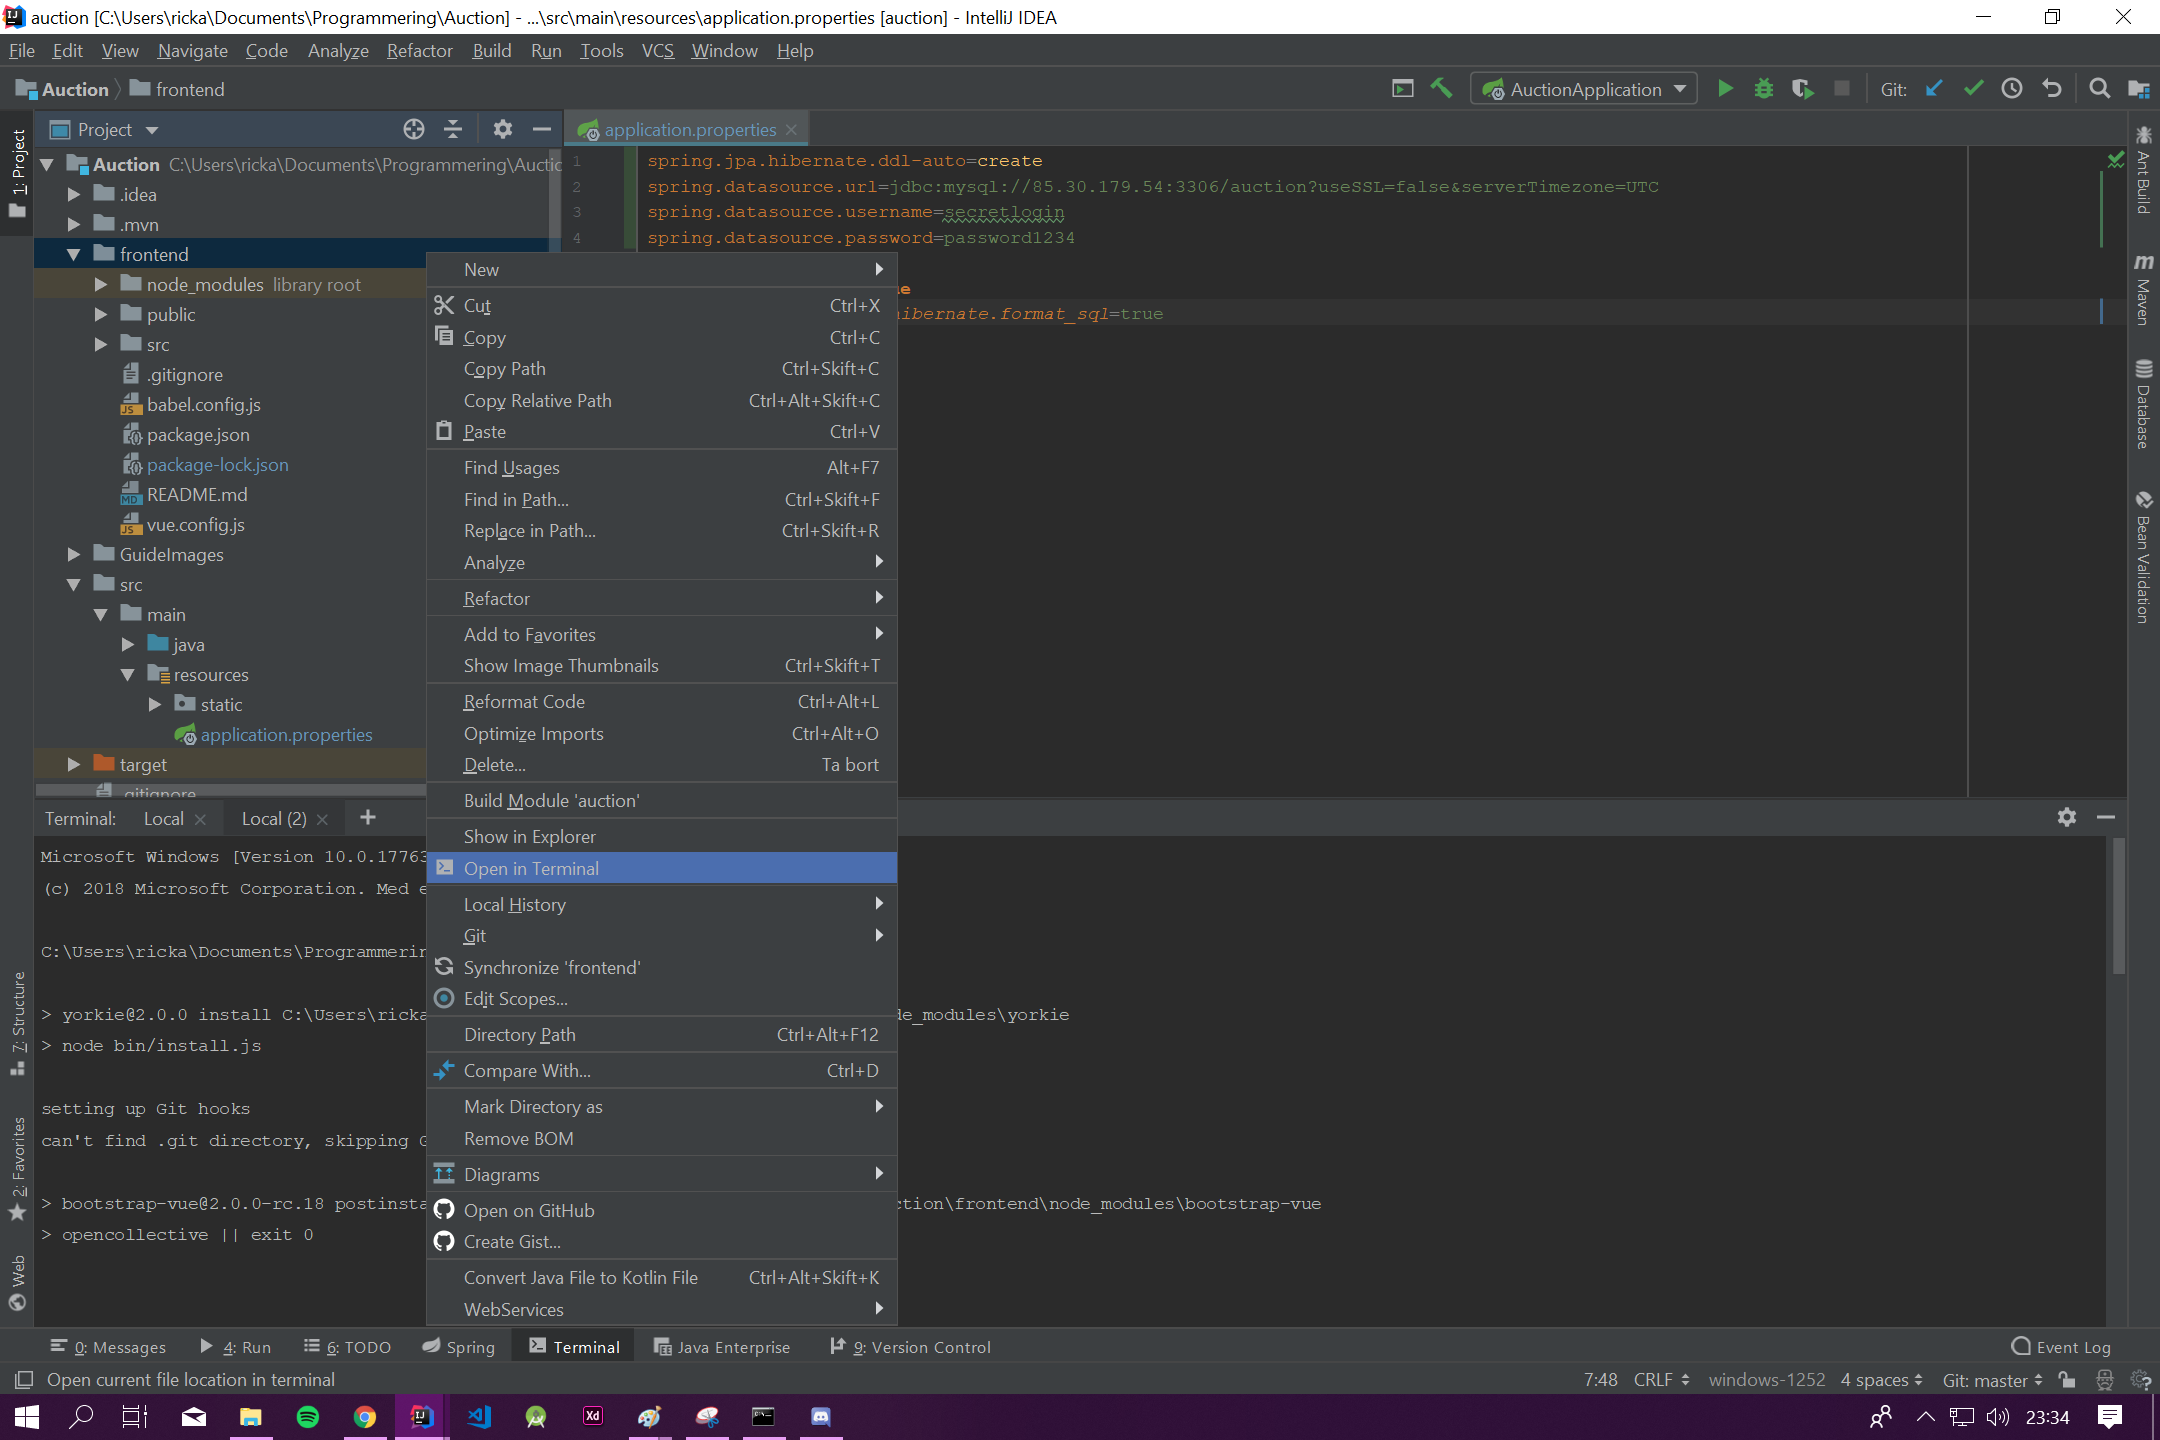 auction [C:\Users\ricka\Documents\Programmering\Auction] - ...\src\main\resources\application.properties [auction] - IntelliJ IDEA
File Edit View Navigate Code Analyze Refactor Build Run Tools VCS Window Help
Auction frontend
AuctionApplication
Git:
1: Project
Project
application.properties
Auction C:\Users\ricka\Documents\Programmering\Auctic
.idea
.mvn
frontend
node_modules library root
public
src
.gitignore
babel.config.js
package.json
package-lock.json
README.md
vue.config.js
GuideImages
src
main
java
resources
static
application.properties
target
.gitignore
1 spring.jpa.hibernate.ddl-auto=create
2 spring.datasource.url=jdbc:mysql://85.30.179.54:3306/auction?useSSL=false&serverTimezone=UTC
3 spring.datasource.username=secretlogin
4 spring.datasource.password=password1234
e
hibernate.format_sql=true
New
Cut Ctrl+X
Copy Ctrl+C
Copy Path Ctrl+Skift+C
Copy Relative Path Ctrl+Alt+Skift+C
Paste Ctrl+V
Find Usages Alt+F7
Find in Path... Ctrl+Skift+F
Replace in Path... Ctrl+Skift+R
Analyze
Refactor
Add to Favorites
Show Image Thumbnails Ctrl+Skift+T
Reformat Code Ctrl+Alt+L
Optimize Imports Ctrl+Alt+O
Delete... Ta bort
Build Module 'auction'
Show in Explorer
Open in Terminal
Local History
Git
Synchronize 'frontend'
Edit Scopes...
Directory Path Ctrl+Alt+F12
Compare With... Ctrl+D
Mark Directory as
Remove BOM
Diagrams
Open on GitHub
Create Gist...
Convert Java File to Kotlin File Ctrl+Alt+Skift+K
WebServices
Ant Build
Maven
Database
Bean Validation
Terminal: Local Local (2)
Microsoft Windows [Version 10.0.17763
(c) 2018 Microsoft Corporation. Med e
C:\Users\ricka\Documents\Programmerin
> yorkie@2.0.0 install C:\Users\ricka de_modules\yorkie
> node bin/install.js
setting up Git hooks
can't find .git directory, skipping G
> bootstrap-vue@2.0.0-rc.18 postinsta ction\frontend\node_modules\bootstrap-vue
> opencollective || exit 0
7: Structure
2: Favorites
Web
0: Messages 4: Run 6: TODO Spring Terminal Java Enterprise 9: Version Control Event Log
Open current file location in terminal 7:48 CRLF windows-1252 4 spaces Git: master
Xd
23:34